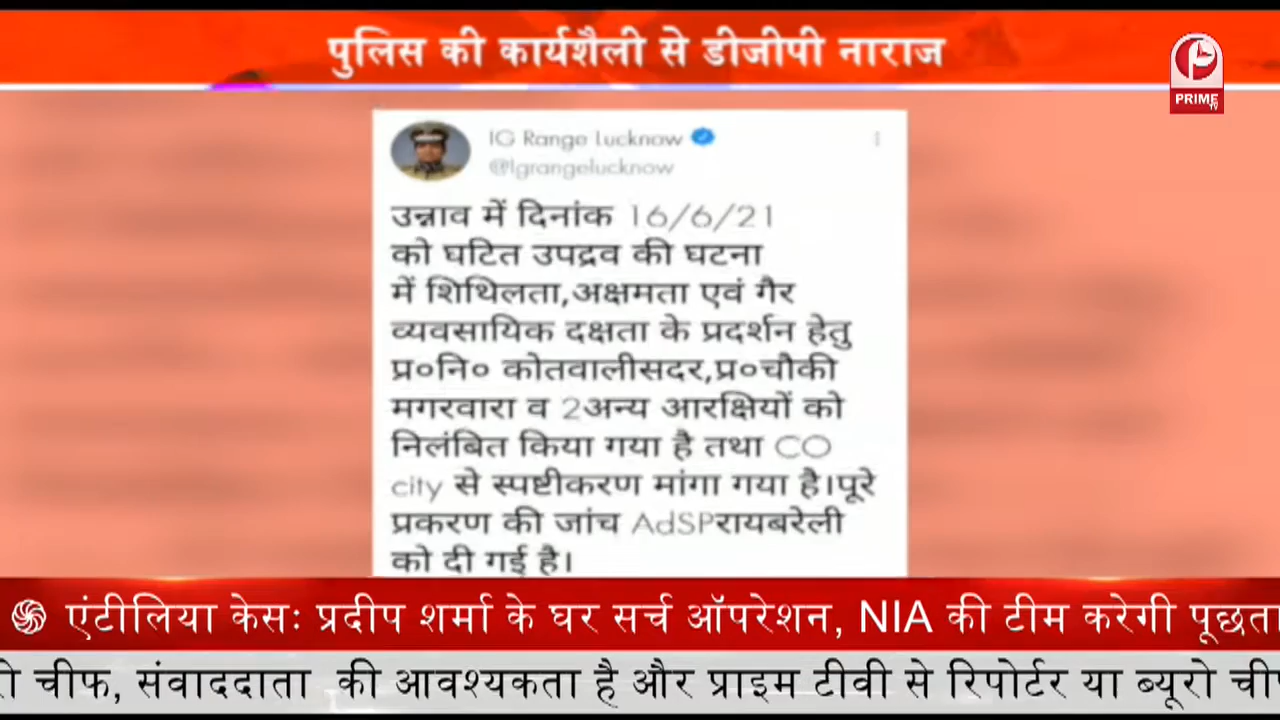 पुलिस की कार्यशैली से डीजीपी नाराज
PRIME
TV
IG Range Lucknow
@Igrangelucknow
उन्नाव में दिनांक 16/6/21
को घटित उपद्रव की घटना
में शिथिलता,अक्षमता एवं गैर
व्यवसायिक दक्षता के प्रदर्शन हेतु
प्र०नि० कोतवालीसदर,प्र०चौकी
मगरवारा व 2अन्य आरक्षियों को
निलंबित किया गया है तथा CO
city से स्पष्टीकरण मांगा गया है।पूरे
प्रकरण की जांच AdSPरायबरेली
को दी गई है।
एंटीलिया केसः प्रदीप शर्मा के घर सर्च ऑपरेशन, NIA की टीम करेगी पूछता
रो चीफ, संवाददाता की आवश्यकता है और प्राइम टीवी से रिपोर्टर या ब्यूरो चीफ